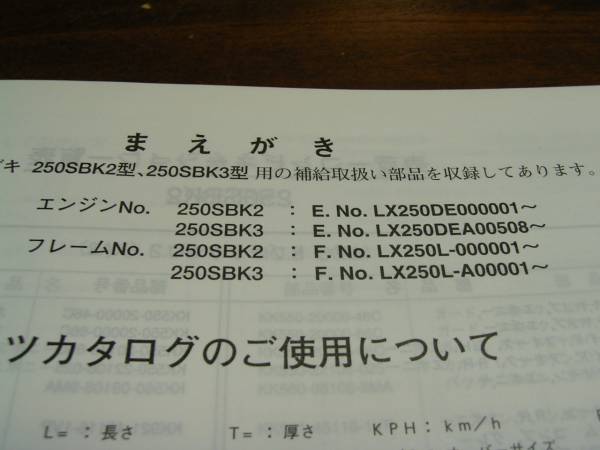 まえがき
キ 250SBK2型、250SBK3型 用の補給取扱い部品を収録してあります。
エンジンNo. 250SBK2 : E. No. LX250DE000001〜
250SBK3 : E. No. LX250DEA00508〜
フレームNo. 250SBK2 : F. No. LX250L-000001〜
250SBK3 : F. No. LX250L-A00001〜
ツカタログのご使用について
L= : 長さ T= : 厚さ KPH : km/h